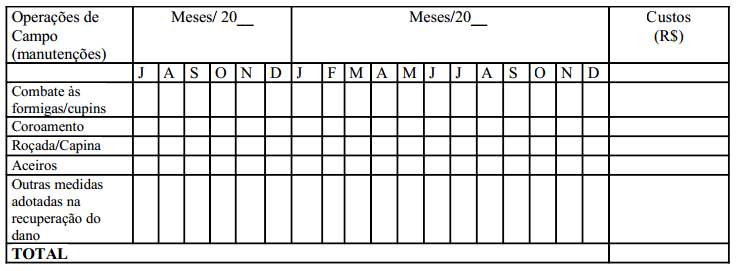 Operações de Campo (manutenções) Meses/ 20__ Meses/20__ Custos (R$)
J A S O N D J F M A M J J A S O N D
Combate às formigas/cupins
Coroamento
Roçada/Capina
Aceiros
Outras medidas adotadas na recuperação do dano
TOTAL